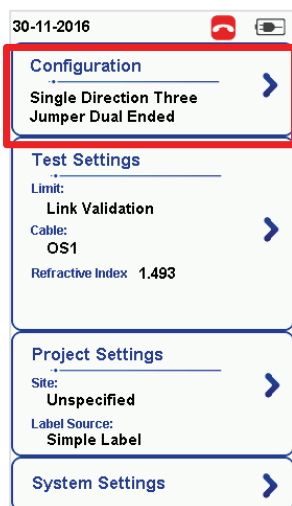 30-11-2016
Configuration
Single Direction Three
Jumper Dual Ended
Test Settings
Limit:
Link Validation
Cable:
OS1
Refractive Index 1.493
Project Settings
Site:
Unspecified
Label Source:
Simple Label
System Settings